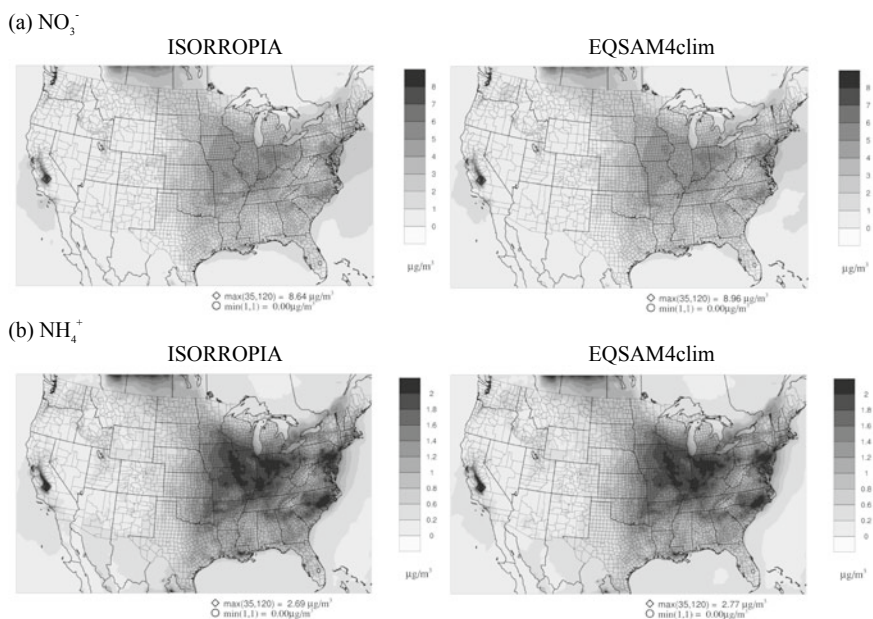 (a) NO₃⁻
ISORROPIA
EQSAM4clim
8
7
6
5
4
3
2
1
0
µg/m³
8
7
6
5
4
3
2
1
0
µg/m³
max(35,120) = 8.64 µg/m³
min(1,1) = 0.00µg/m³
max(35,120) = 8.96 µg/m³
min(1,1) = 0.00µg/m³
(b) NH₄⁺
ISORROPIA
EQSAM4clim
2
1.8
1.6
1.4
1.2
1
0.8
0.6
0.2
0
µg/m³
2
1.8
1.6
1.4
1.2
1
0.8
0.6
0.2
0
µg/m³
max(35,120) = 2.69 µg/m³
min(1,1) = 0.00µg/m³
max(35,120) = 2.77 µg/m³
min(1,1) = 0.00µg/m³